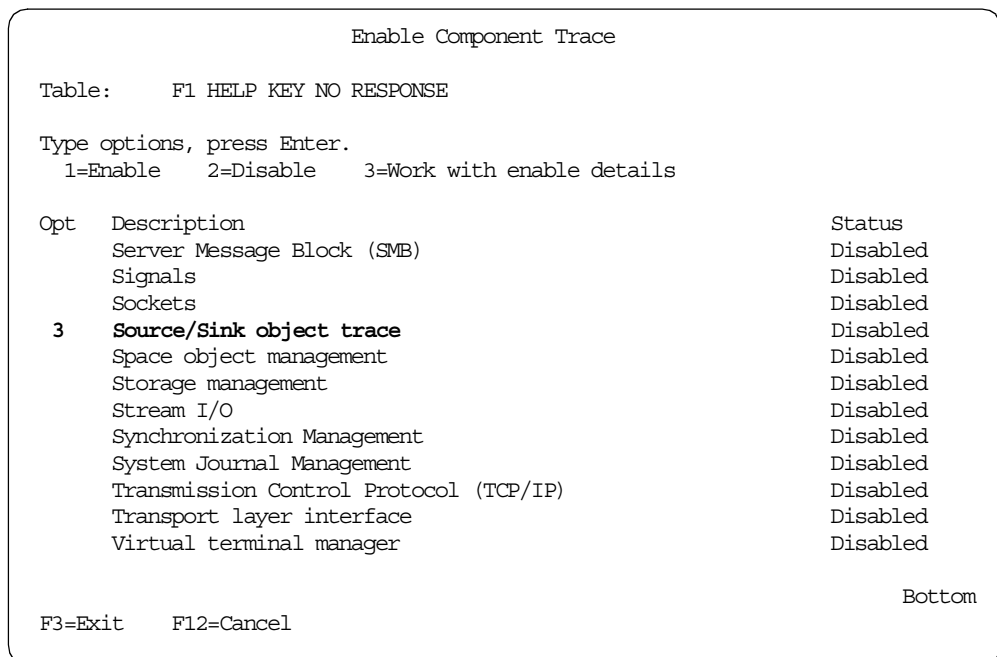 Enable Component Trace
Table: F1 HELP KEY NO RESPONSE
Type options, press Enter.
1=Enable 2=Disable 3=Work with enable details
Opt Description Status
Server Message Block (SMB) Disabled
Signals Disabled
Sockets Disabled
3 Source/Sink object trace Disabled
Space object management Disabled
Storage management Disabled
Stream I/O Disabled
Synchronization Management Disabled
System Journal Management Disabled
Transmission Control Protocol (TCP/IP) Disabled
Transport layer interface Disabled
Virtual terminal manager Disabled
Bottom
F3=Exit F12=Cancel